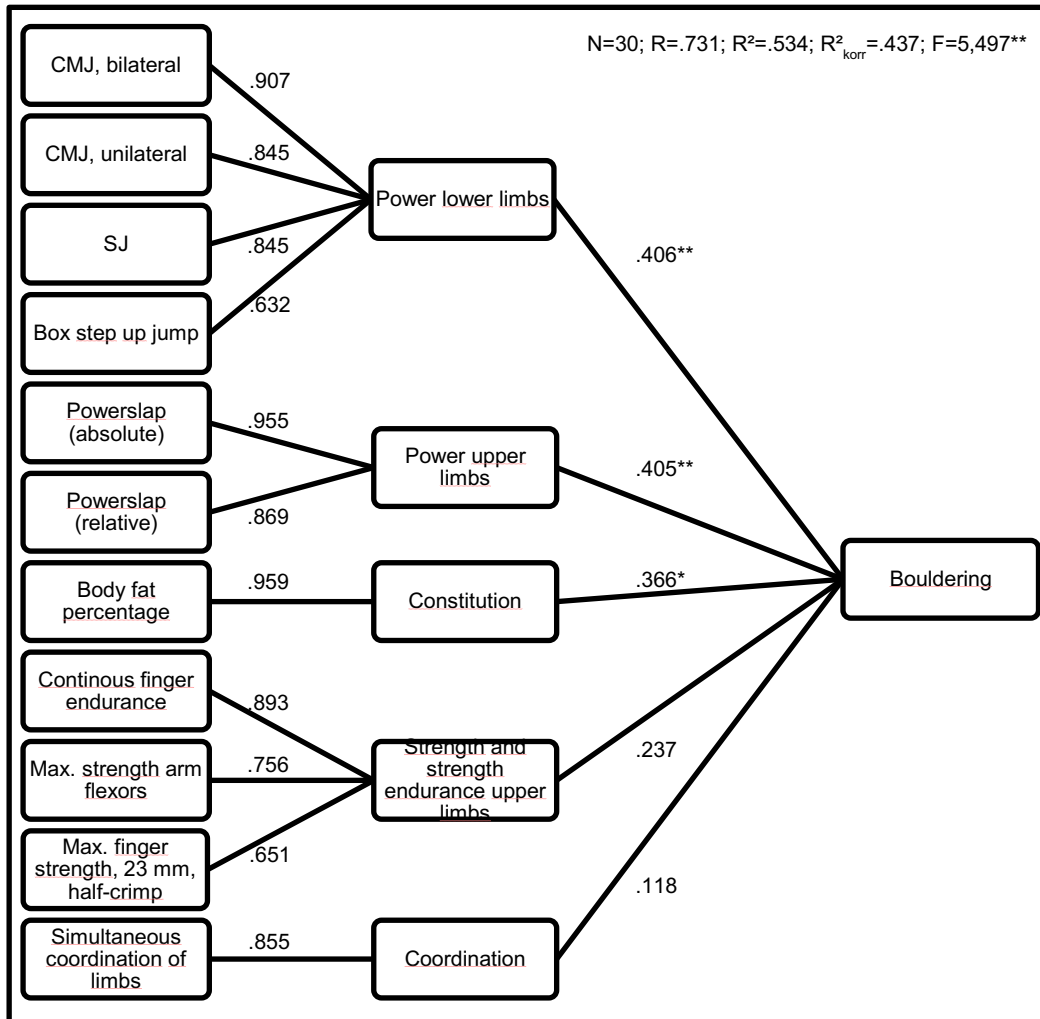 N=30; R=.731; R²=.534; R²korr=.437; F=5,497**
CMJ, bilateral
.907
CMJ, unilateral
.845
SJ
.845
Box step up jump
.632
Power lower limbs
.406**
Powerslap
(absolute)
.955
Powerslap
(relative)
.869
Power upper
limbs
.405**
Body fat
percentage
.959
Constitution
.366*
Bouldering
Continous finger
endurance
.893
Max. strength arm
flexors
.756
Max. finger
strength, 23 mm,
half-crimp
.651
Strength and
strength
endurance upper
limbs
.237
Simultaneous
coordination of
limbs
.855
Coordination
.118